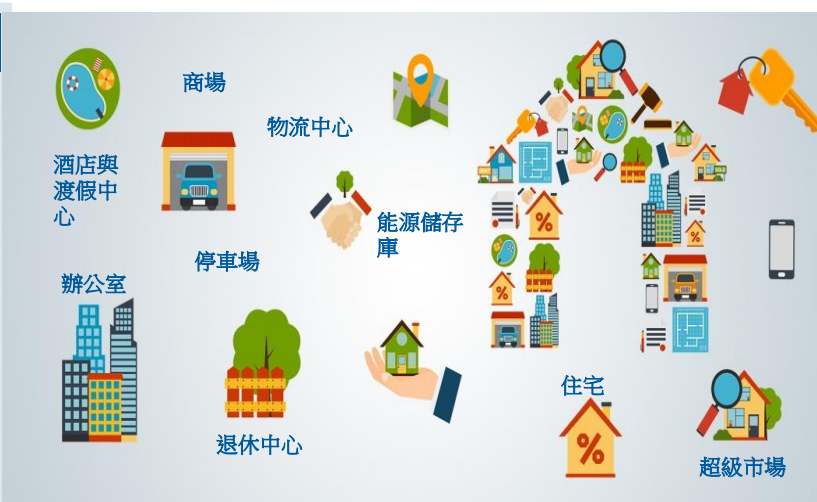 商場
物流中心
酒店與
渡假中
心
能源儲存
庫
停車場
辦公室
住宅
%
退休中心
超級市場